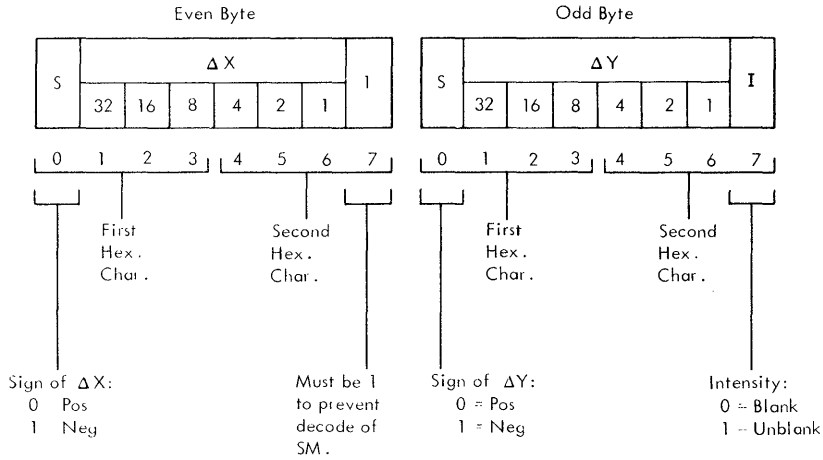 Even Byte Odd Byte
S ΔX 1 S ΔY I
32 16 8 4 2 1 32 16 8 4 2 1
0 1 2 3 4 5 6 7 0 1 2 3 4 5 6 7
First Second First Second
Hex. Hex. Hex. Hex.
Char. Char. Char. Char.
Sign of ΔX: Must be 1 Sign of ΔY: Intensity:
0 Pos to prevent 0 = Pos 0 - Blank
1 Neg decode of 1 = Neg 1 - Unblank
SM.